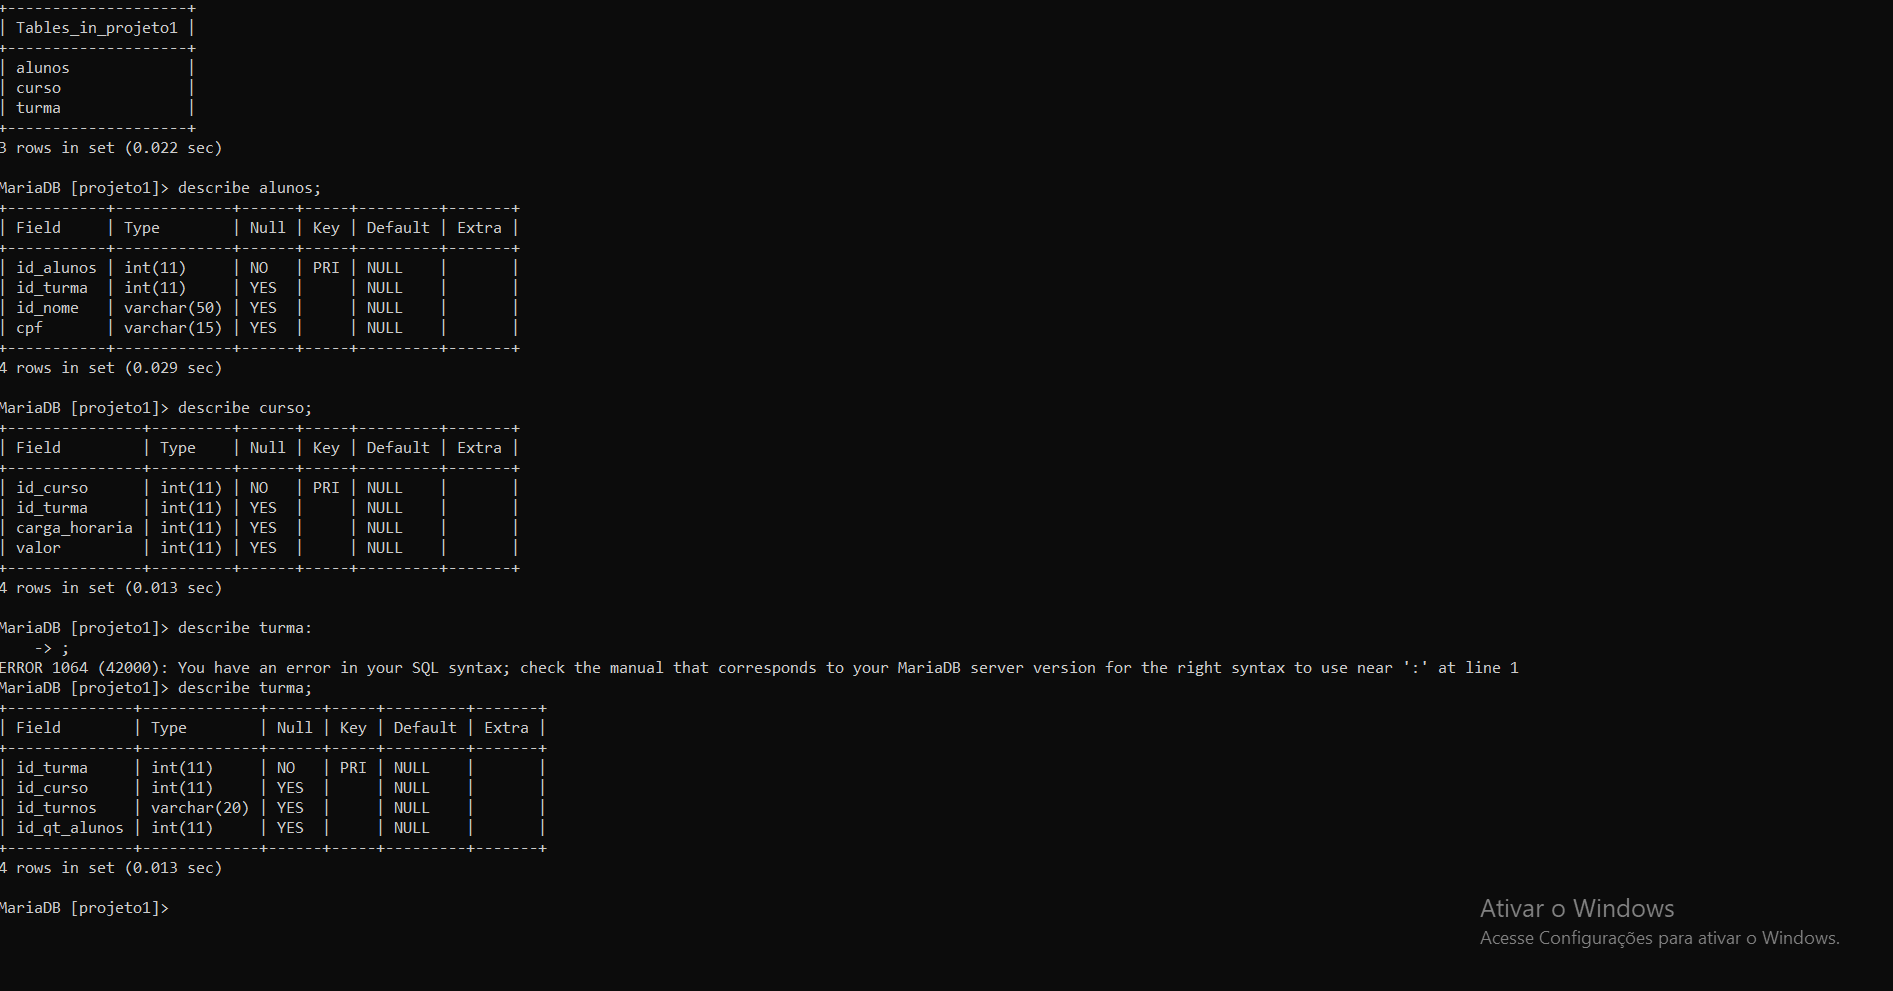 +--------------------+
| Tables_in_projeto1 |
+--------------------+
| alunos             |
| curso              |
| turma              |
+--------------------+
3 rows in set (0.022 sec)

MariaDB [projeto1]> describe alunos;
+-----------+-------------+------+-----+---------+-------+
| Field     | Type        | Null | Key | Default | Extra |
+-----------+-------------+------+-----+---------+-------+
| id_alunos | int(11)     | NO   | PRI | NULL    |       |
| id_turma  | int(11)     | YES  |     | NULL    |       |
| id_nome   | varchar(50) | YES  |     | NULL    |       |
| cpf       | varchar(15) | YES  |     | NULL    |       |
+-----------+-------------+------+-----+---------+-------+
4 rows in set (0.029 sec)

MariaDB [projeto1]> describe curso;
+---------------+---------+------+-----+---------+-------+
| Field         | Type    | Null | Key | Default | Extra |
+---------------+---------+------+-----+---------+-------+
| id_curso      | int(11) | NO   | PRI | NULL    |       |
| id_turma      | int(11) | YES  |     | NULL    |       |
| carga_horaria | int(11) | YES  |     | NULL    |       |
| valor         | int(11) | YES  |     | NULL    |       |
+---------------+---------+------+-----+---------+-------+
4 rows in set (0.013 sec)

MariaDB [projeto1]> describe turma:
    -> ;
ERROR 1064 (42000): You have an error in your SQL syntax; check the manual that corresponds to your MariaDB server version for the right syntax to use near ':' at line 1
MariaDB [projeto1]> describe turma;
+--------------+-------------+------+-----+---------+-------+
| Field        | Type        | Null | Key | Default | Extra |
+--------------+-------------+------+-----+---------+-------+
| id_turma     | int(11)     | NO   | PRI | NULL    |       |
| id_curso     | int(11)     | YES  |     | NULL    |       |
| id_turnos    | varchar(20) | YES  |     | NULL    |       |
| id_qt_alunos | int(11)     | YES  |     | NULL    |       |
+--------------+-------------+------+-----+---------+-------+
4 rows in set (0.013 sec)

MariaDB [projeto1]>
Ativar o Windows
Acesse Configurações para ativar o Windows.